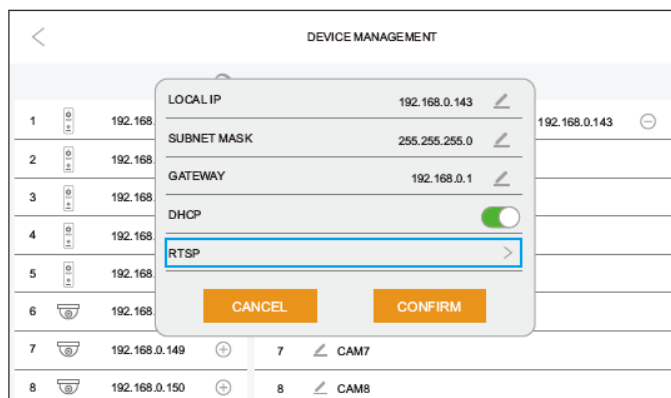 DEVICE MANAGEMENT
LOCAL IP 192.168.0.143
SUBNET MASK 255.255.255.0
GATEWAY 192.168.0.1
DHCP
RTSP
CANCEL CONFIRM
1 192.168. 192.168.0.143
2 192.168
3 192.168
4 192.168
5 192.168
6 192.168
7 192.168.0.149 7 CAM7
8 192.168.0.150 8 CAM8